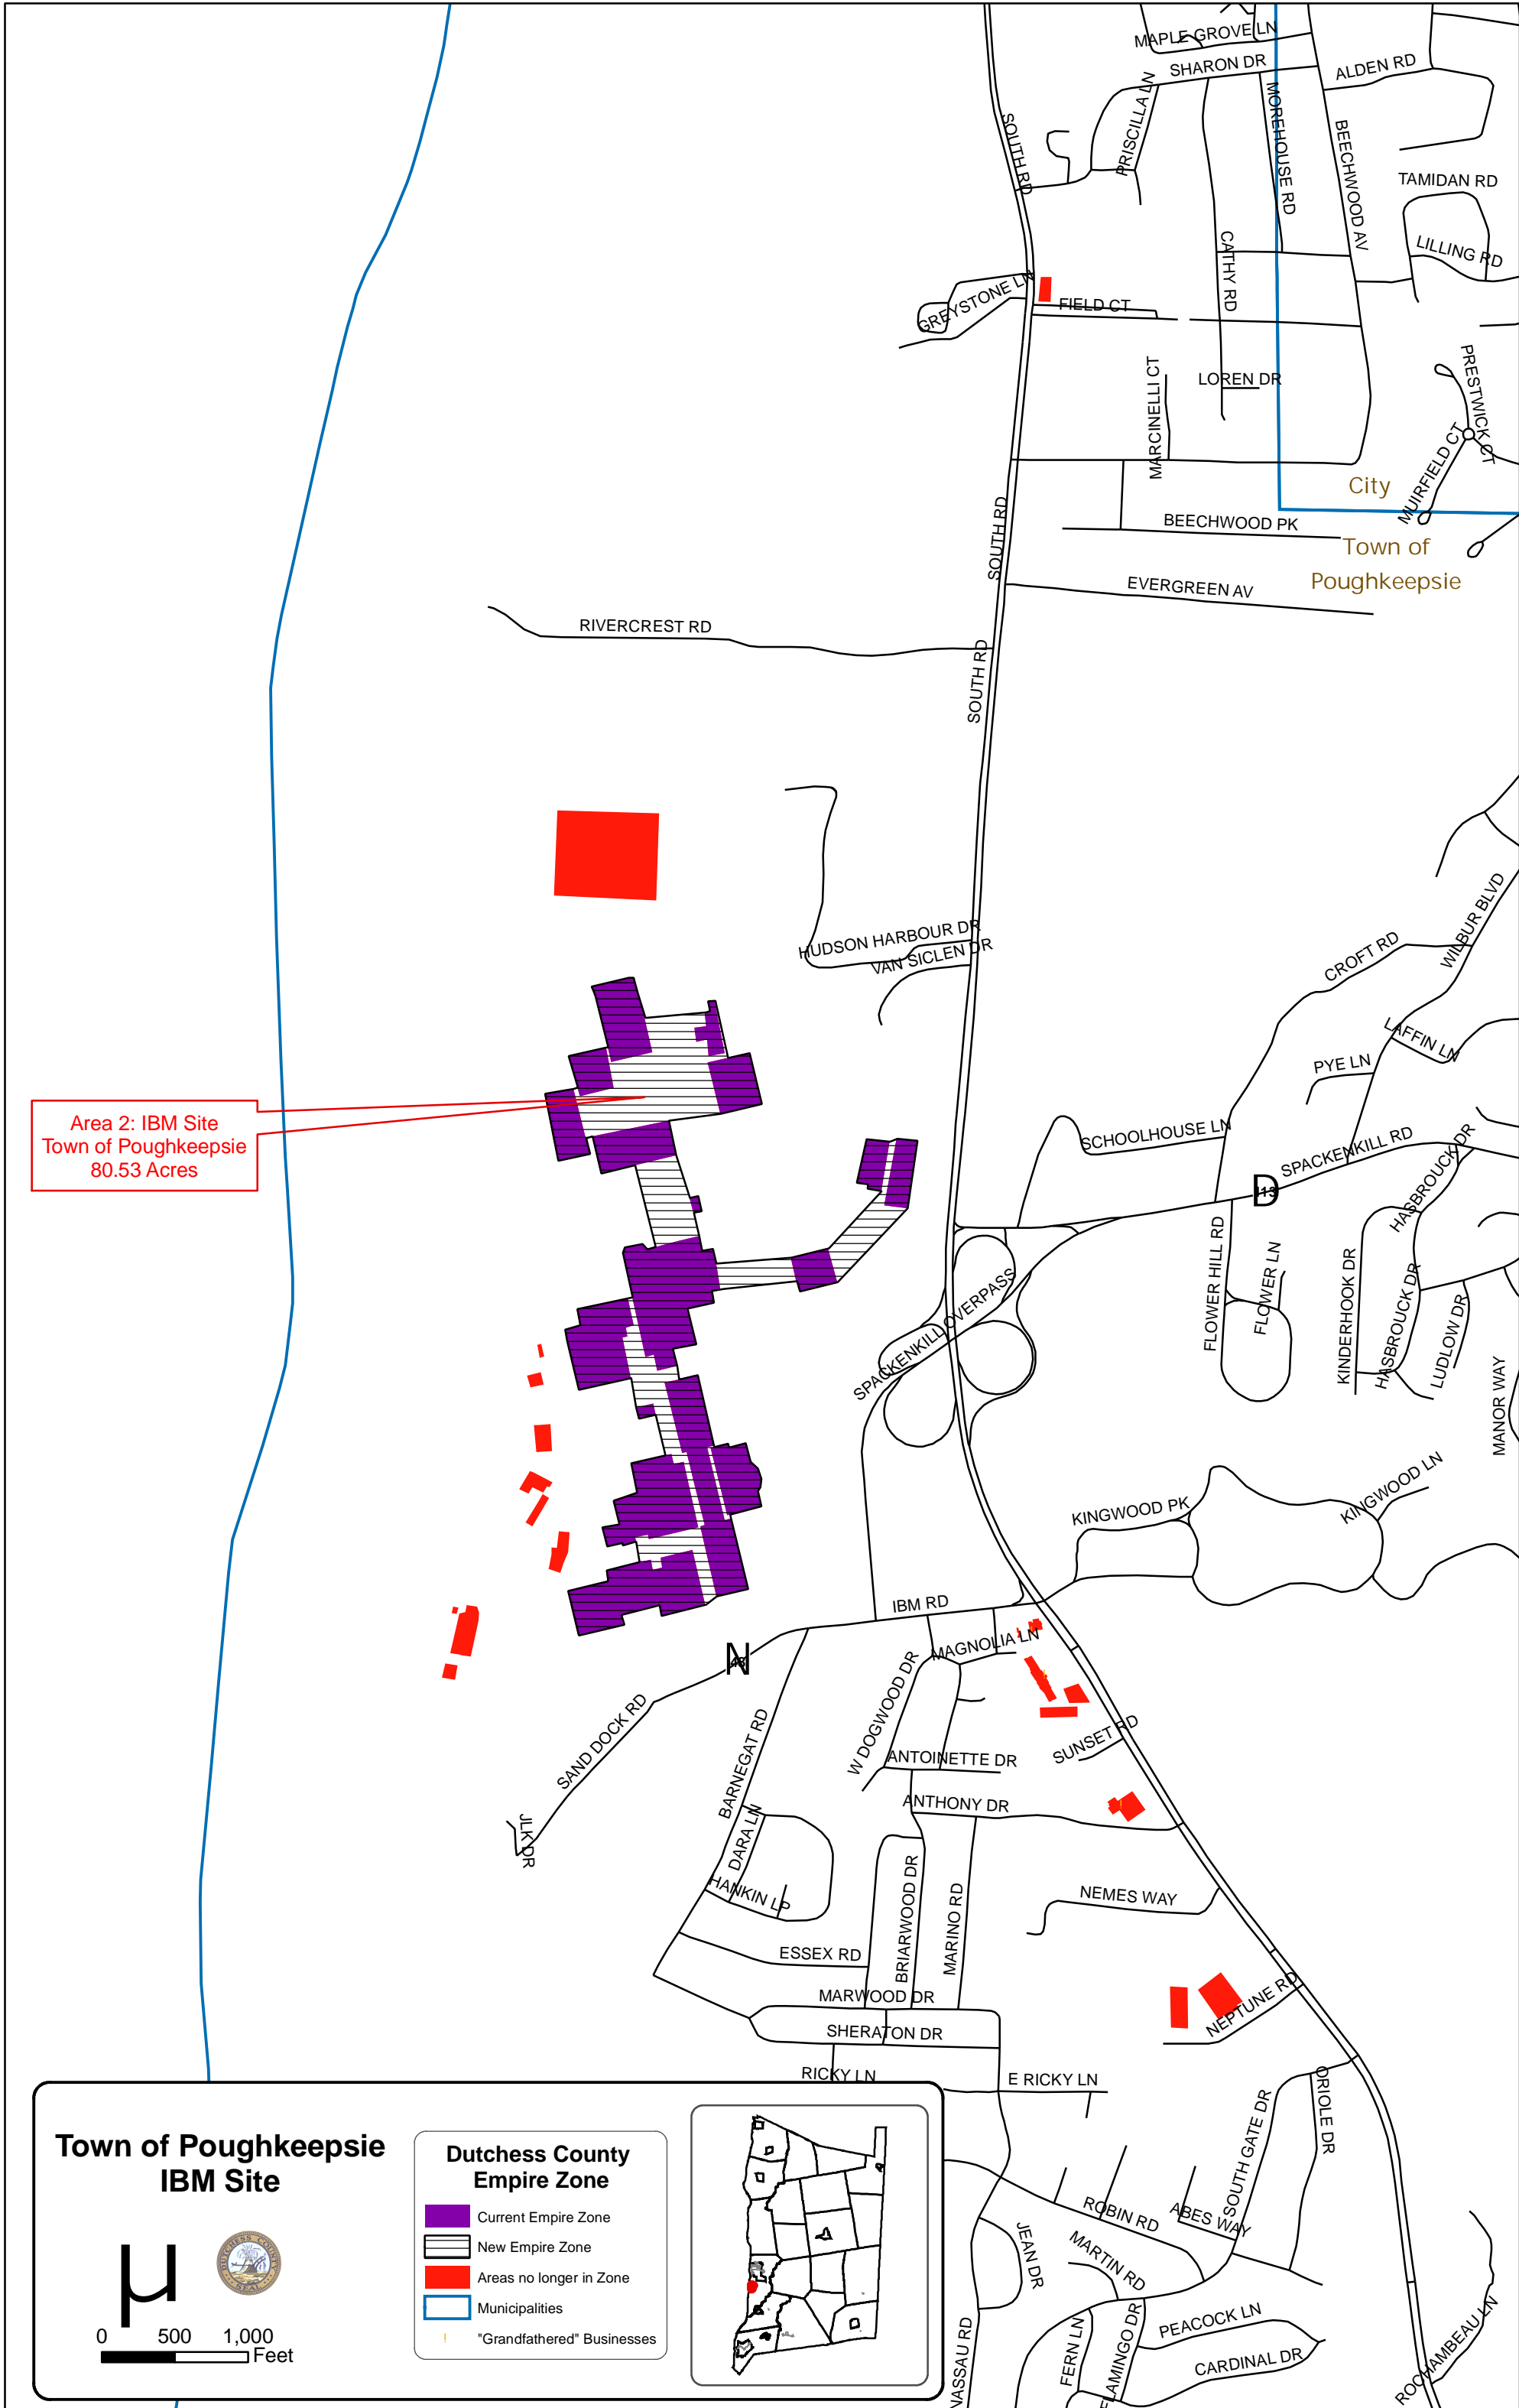 MAPLE GROVE LN
SHARON DR
ALDEN RD
PRISCILLA LN
MOREHOUSE RD
SOUTH RD
BEECHWOOD AV
TAMIDAN RD
LILLING RD
CATHY RD
GREYSTONE LN
FIELD CT
MARCINELLI CT
LOREN DR
PRESTWICK CT
MUIRFIELD CT
City
SOUTH RD
BEECHWOOD PK
Town of
Poughkeepsie
EVERGREEN AV
RIVERCREST RD
SOUTH RD
WILBUR BLVD
HUDSON HARBOUR DR
VAN SICLEN DR
CROFT RD
LAFFIN LN
PYE LN
Area 2: IBM Site
Town of Poughkeepsie
80.53 Acres
SCHOOLHOUSE LN
SPACKENKILL RD
HASBROUCK DR
D
113
FLOWER HILL RD
FLOWER LN
KINDERHOOK DR
HASBROUCK DR
LUDLOW DR
MANOR WAY
SPACKENKILL OVERPASS
KINGWOOD LN
KINGWOOD PK
IBM RD
MAGNOLIA LN
N
48
W DOGWOOD DR
SAND DOCK RD
BARNEGAT RD
SUNSET RD
ANTOINETTE DR
ANTHONY DR
JLK DR
DARA LN
HANKIN LP
BRIARWOOD DR
MARINO RD
NEMES WAY
ESSEX RD
MARWOOD DR
NEPTUNE RD
SHERATON DR
RICKY LN
E RICKY LN
ORIOLE DR
SOUTH GATE DR
ROBIN RD
ABES WAY
JEAN DR
MARTIN RD
PEACOCK LN
FERN LN
FLAMINGO DR
CARDINAL DR
NASSAU RD
ROCHAMBEAU LN
Town of Poughkeepsie
IBM Site
µ
DUTCHESS COUNTY
SEAL
0 500 1,000
Feet
Dutchess County
Empire Zone
Current Empire Zone
New Empire Zone
Areas no longer in Zone
Municipalities
! "Grandfathered" Businesses